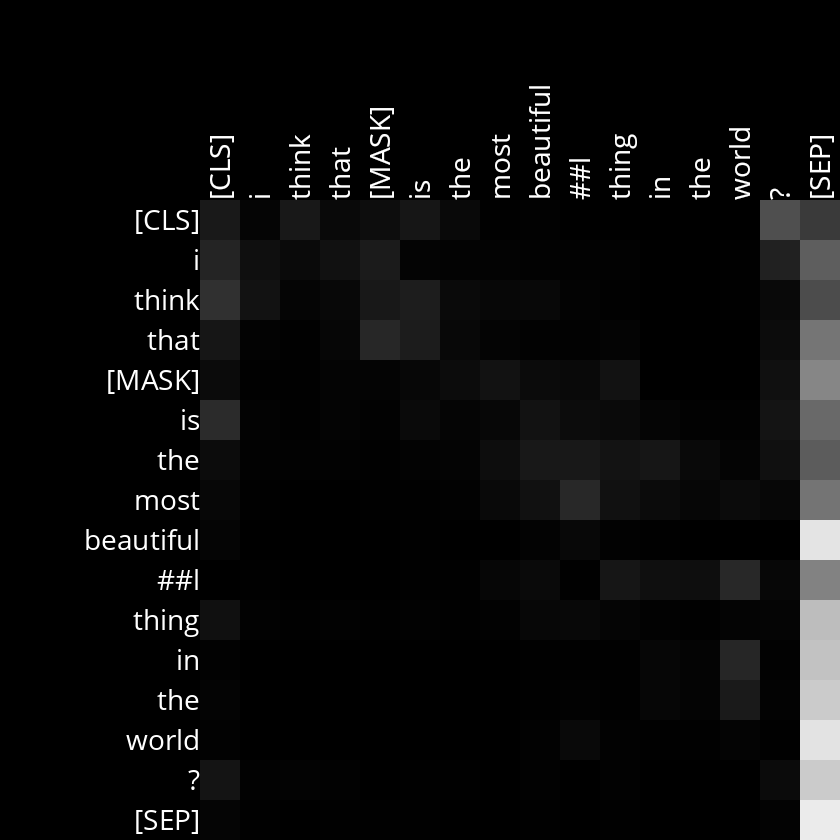 [CLS] i think that [MASK] is the most beautiful ##l thing in the world ? [SEP]
[CLS]
i
think
that
[MASK]
is
the
most
beautiful
##l
thing
in
the
world
?
[SEP]